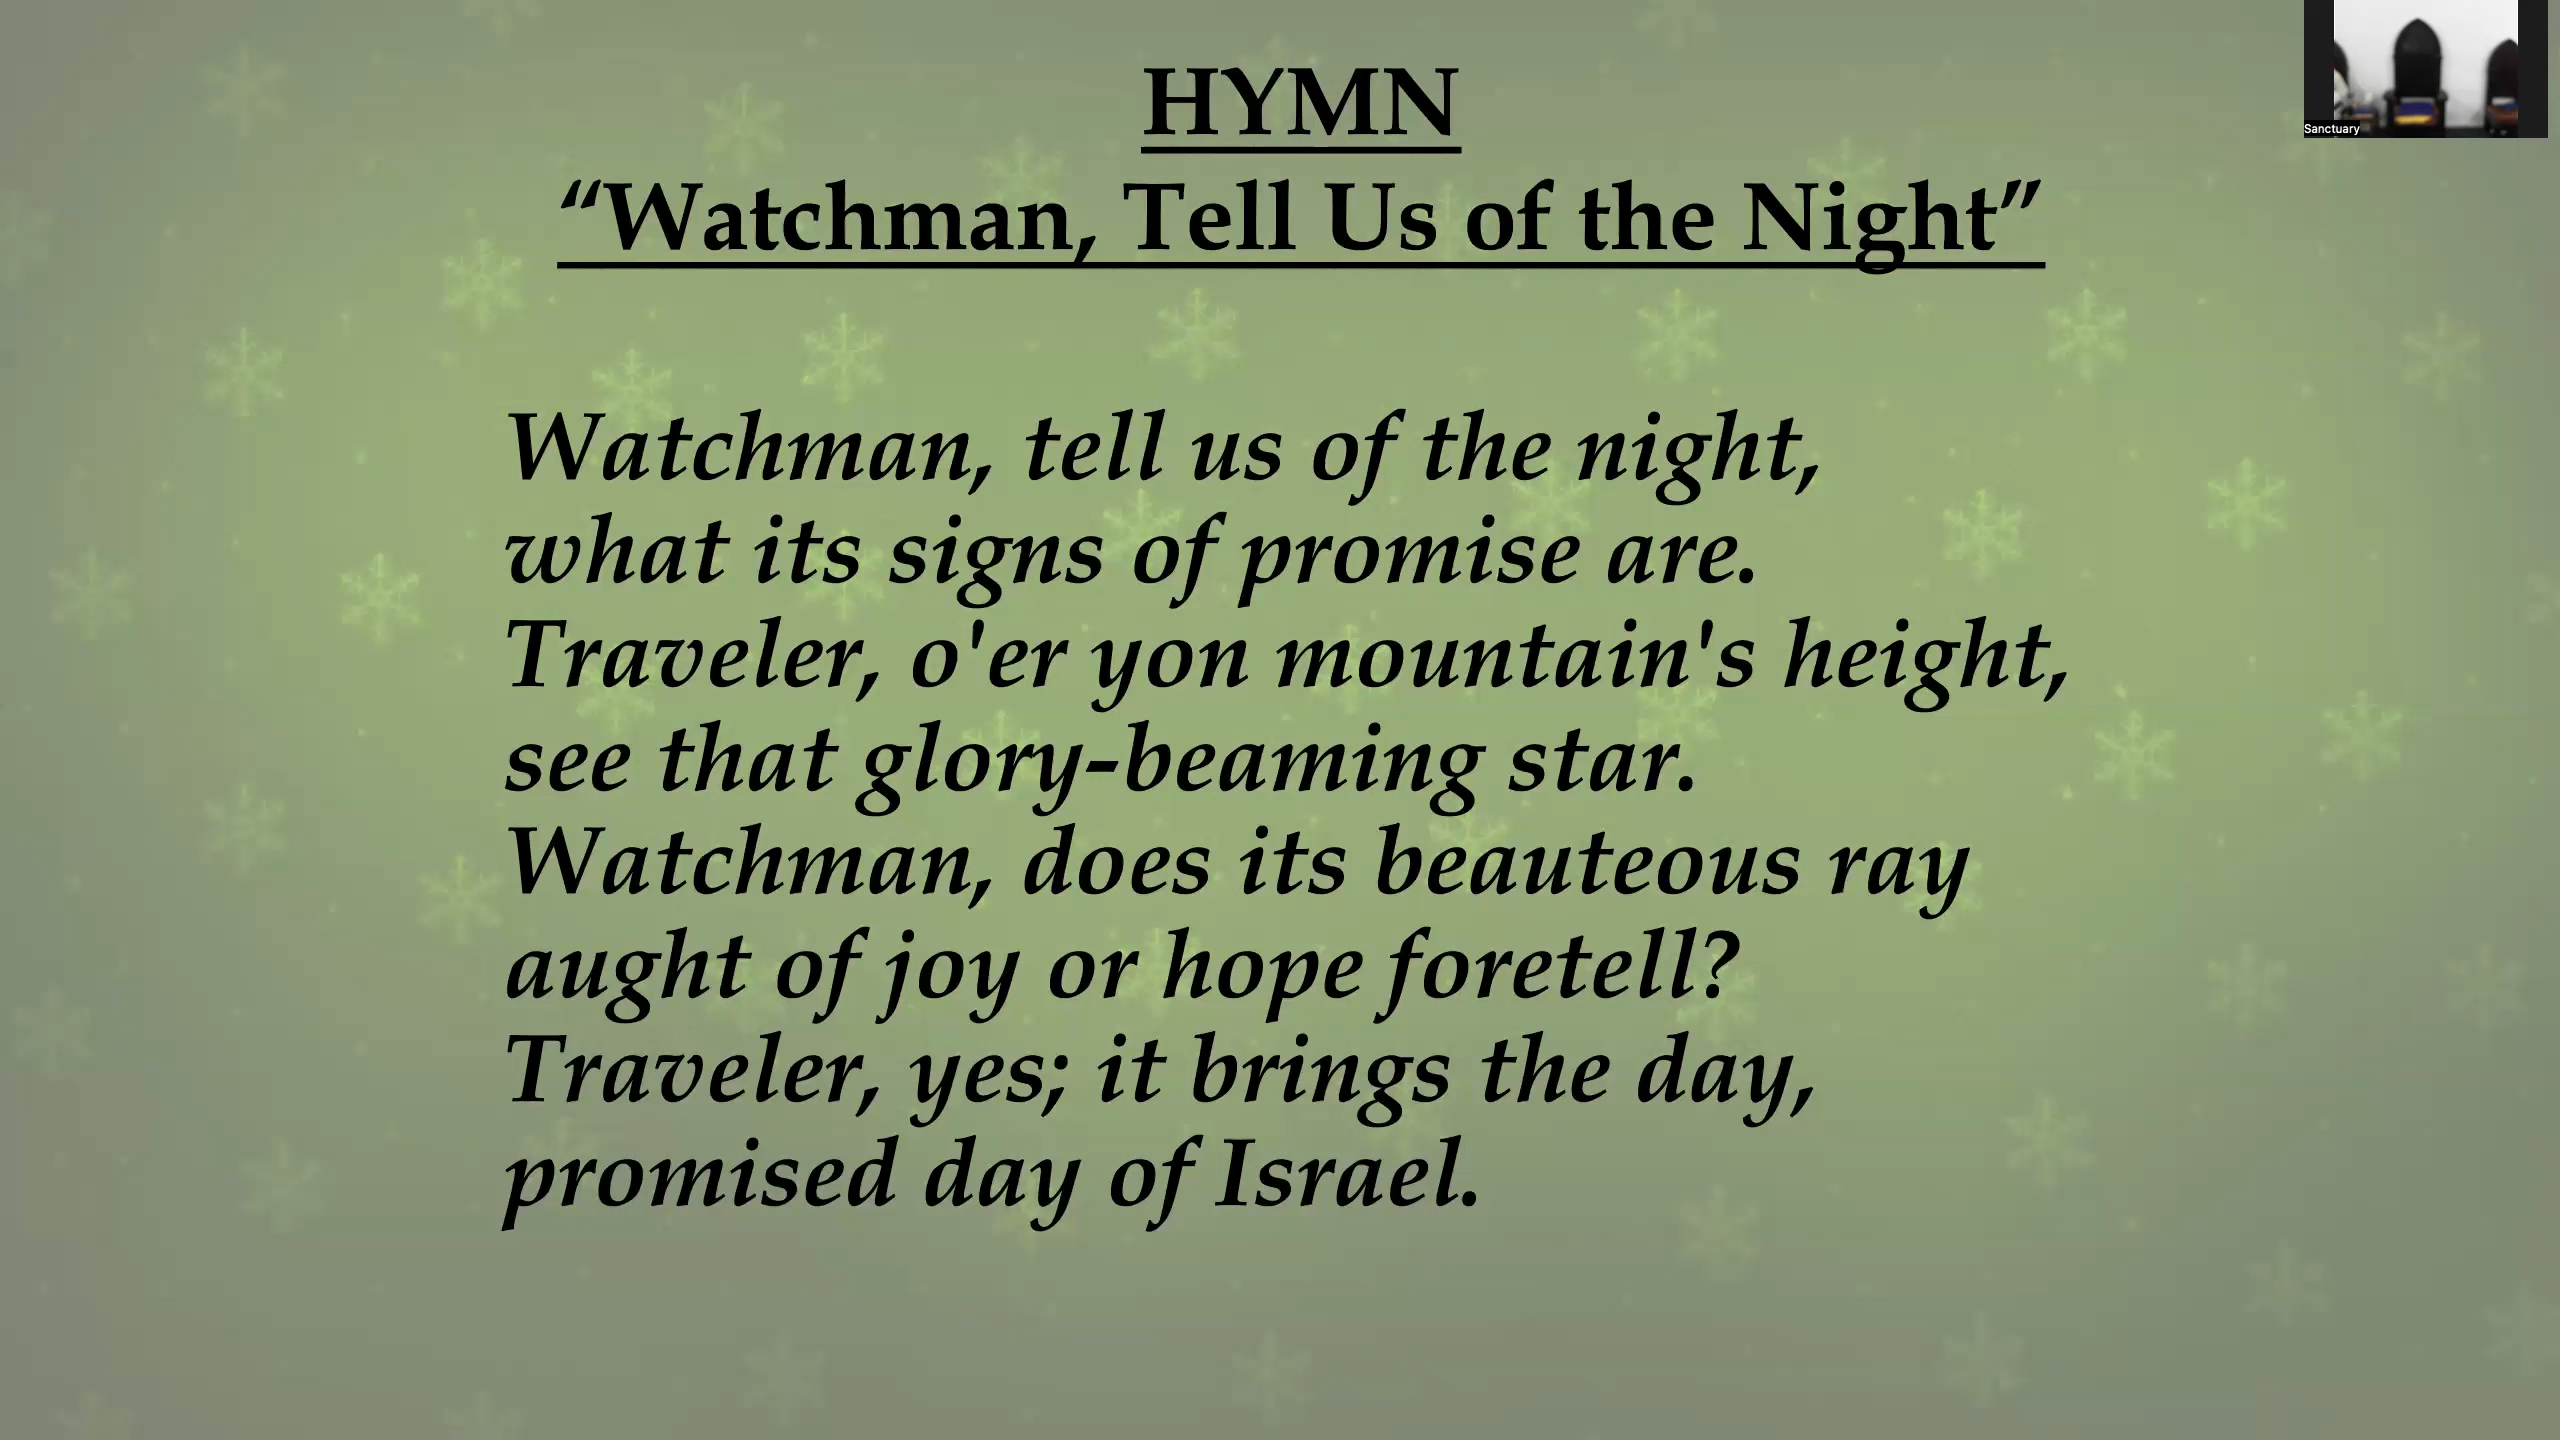 HYMN
“Watchman, Tell Us of the Night”
Watchman, tell us of the night,
what its signs of promise are.
Traveler, o'er yon mountain's height,
see that glory-beaming star.
Watchman, does its beauteous ray
aught of joy or hope foretell?
Traveler, yes; it brings the day,
promised day of Israel.
Sanctuary